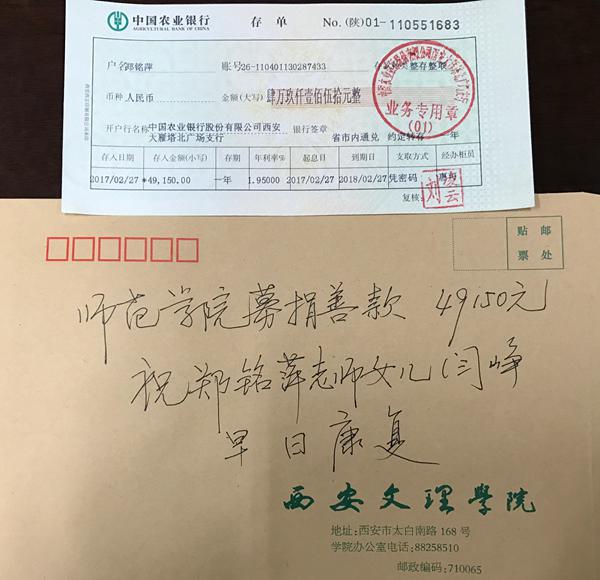 中国农业银行 存单 No.(陕)01-110551683
AGRICULTURAL BANK OF CHINA
户名 郑铭萍 账号26-110401130287433 整存整取
币种 人民币 金额(大写) 肆万玖仟壹佰伍拾元整
开户行名称 中国农业银行股份有限公司西安 银行签章 省市内通兑 约定转存 一年
大雁塔北广场支行
存入日期 存入金额(小写) 存期 年利率% 起息日 到期日 支取方式 经办柜员
2017/02/27 *49,150.00 一年 1.95000 2017/02/27 2018/02/27 凭密码
复核:
业务专用章
(01)
贴 邮
票 处
师范学院募捐善款 49150元
祝郑铭萍老师女儿(闫峥
早日康复
西安文理学院
地址:西安市太白南路 168 号
学院办公室电话:88258510
邮政编码:710065